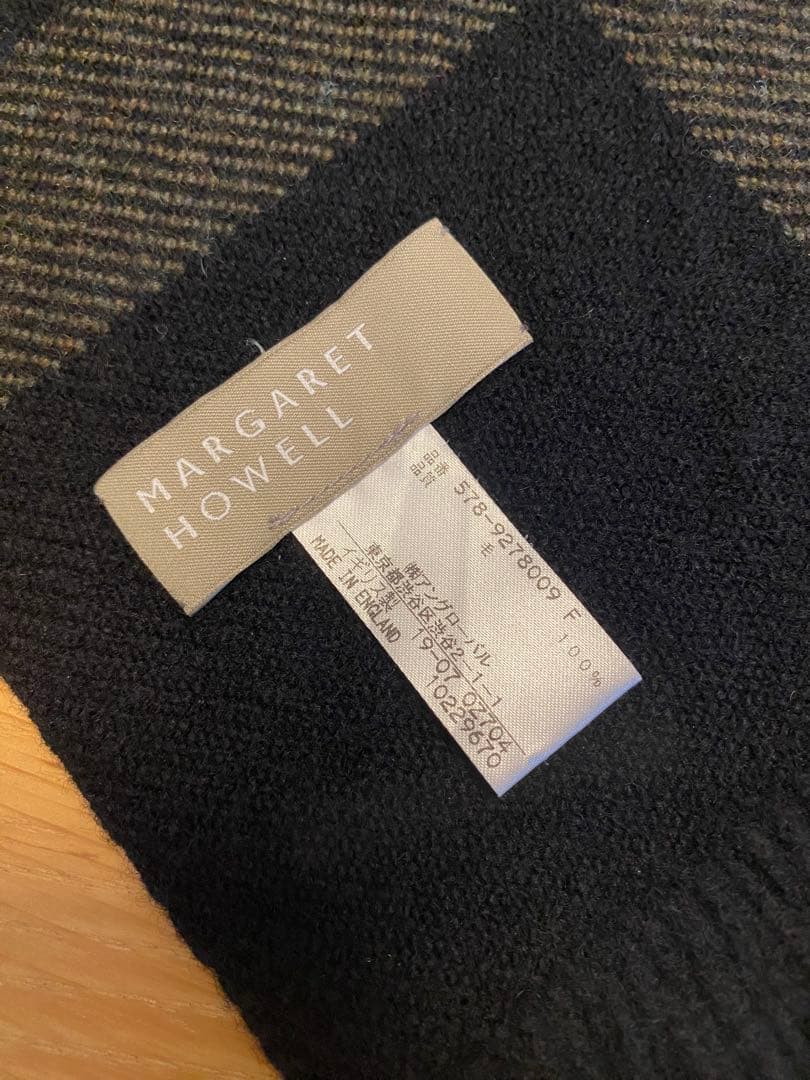 MARGARET
HOWELL
品番 578-9278009 F
品質 毛 100%
㈱アングローバル
東京都渋谷区渋谷2-1-1
イギリス製 19-07 0Z704
MADE IN ENGLAND 10229670